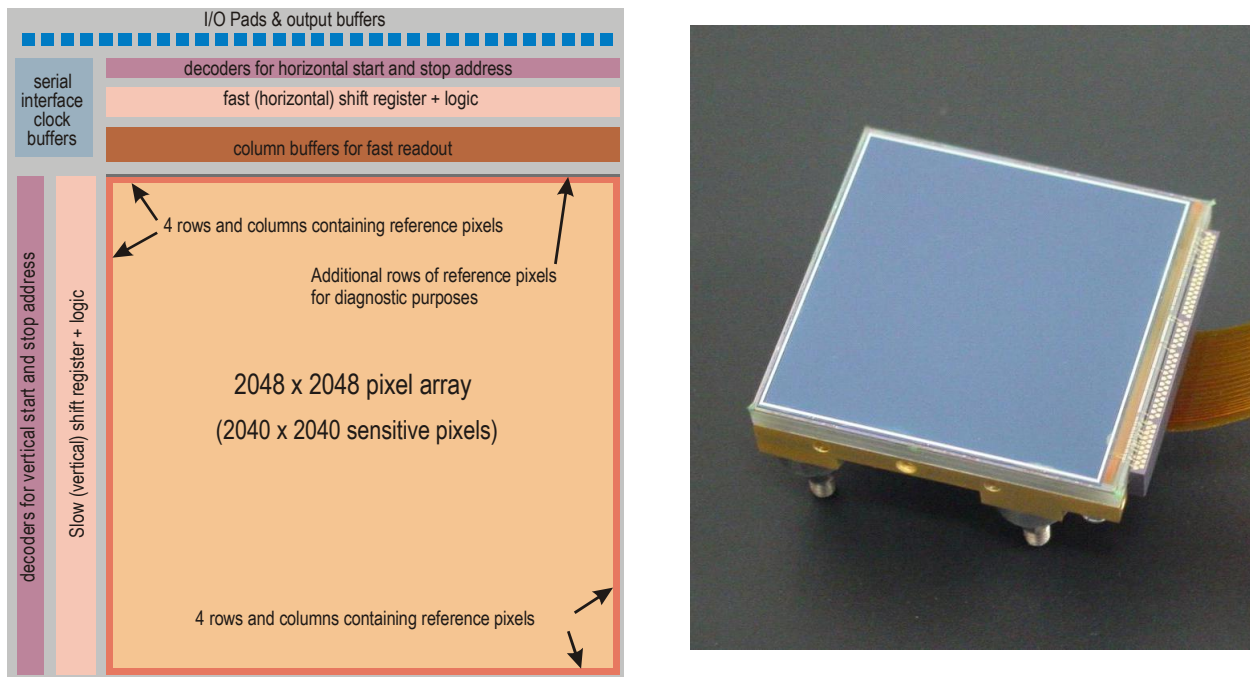 I/O Pads & output buffers
decoders for horizontal start and stop address
serial
interface
clock
buffers
fast (horizontal) shift register + logic
column buffers for fast readout
4 rows and columns containing reference pixels
Additional rows of reference pixels
for diagnostic purposes
decoders for vertical start and stop address
Slow (vertical) shift register + logic
2048 x 2048 pixel array
(2040 x 2040 sensitive pixels)
4 rows and columns containing reference pixels